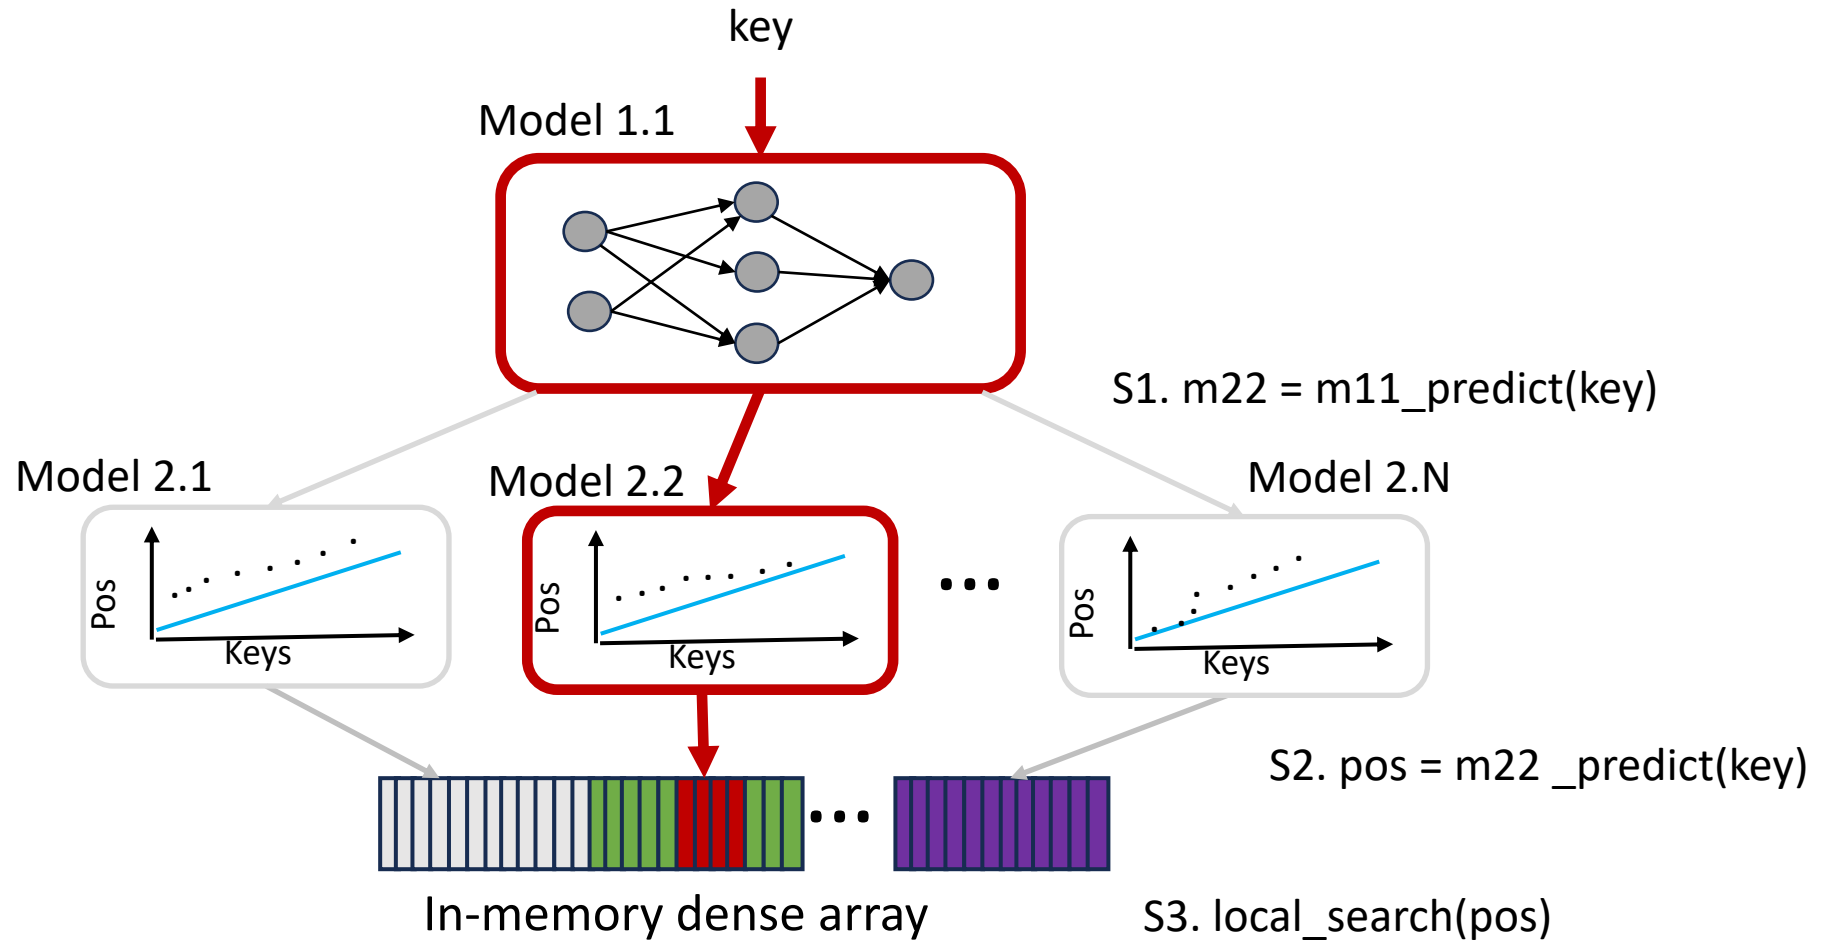 key
Model 1.1
S1. m22 = m11_predict(key)
Model 2.1
Model 2.2
Model 2.N
Pos
Keys
Pos
Keys
...
Pos
Keys
S2. pos = m22 _predict(key)
...
In-memory dense array
S3. local_search(pos)